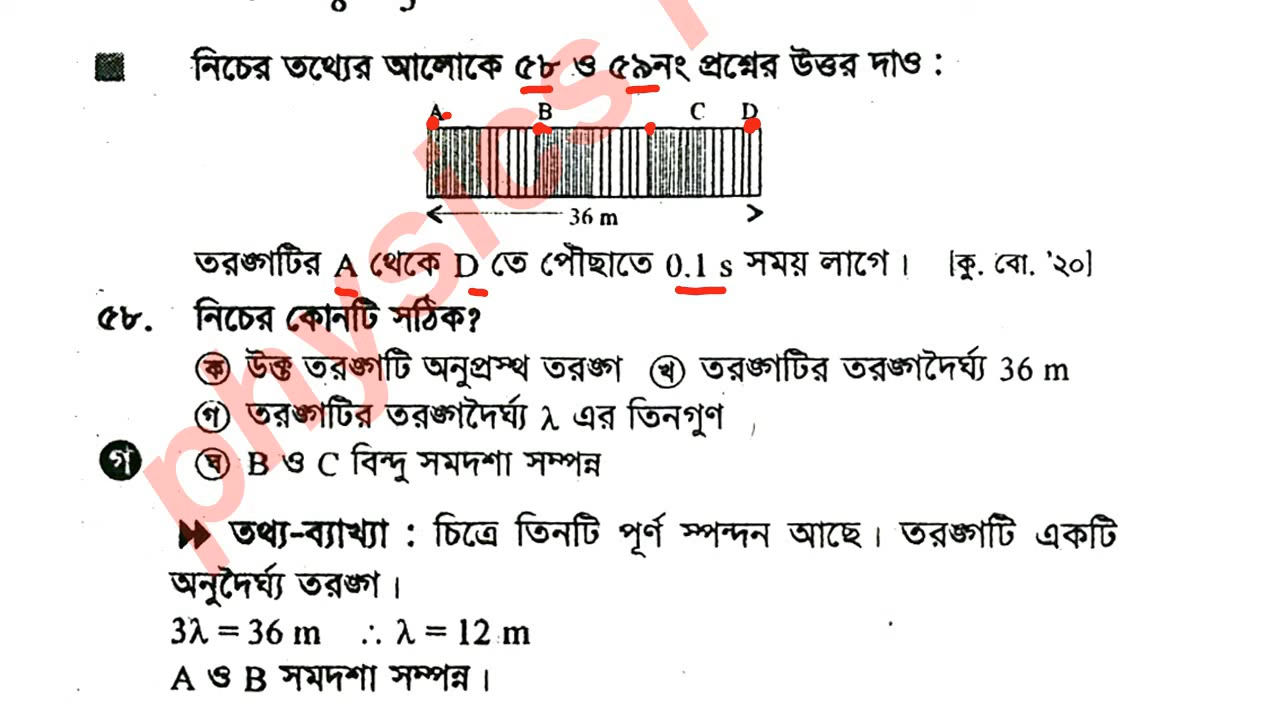 নিচের তথ্যের আলোকে ৫৮ ও ৫৯নং প্রশ্নের উত্তর দাও :
A B C D
36 m
তরঙ্গটির A থেকে D তে পৌঁছাতে 0.1 s সময় লাগে। [কু. বো. '২০]
৫৮. নিচের কোনটি সঠিক?
ক উক্ত তরঙ্গটি অনুপ্রস্থ তরঙ্গ খ তরঙ্গটির তরঙ্গদৈর্ঘ্য 36 m
গ তরঙ্গটির তরঙ্গদৈর্ঘ্য λ এর তিনগুণ
গ ঘ B ও C বিন্দু সমদশা সম্পন্ন
তথ্য-ব্যাখ্যা : চিত্রে তিনটি পূর্ণ স্পন্দন আছে। তরঙ্গটি একটি
অনুদৈর্ঘ্য তরঙ্গ।
3λ = 36 m ∴ λ = 12 m
A ও B সমদশা সম্পন্ন।
physics